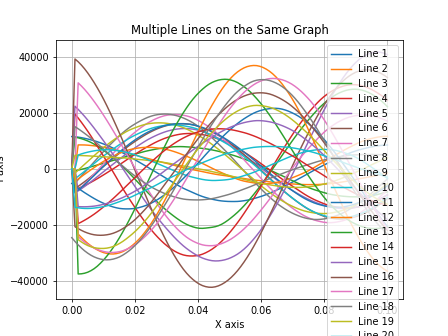 Multiple Lines on the Same Graph
40000
20000
0
−20000
−40000
0.00
0.02
0.04
0.06
X axis
Line 1
Line 2
Line 3
Line 4
Line 5
Line 6
Line 7
Line 8
Line 9
Line 10
Line 11
Line 12
Line 13
Line 14
Line 15
Line 16
Line 17
Line 18
Line 19
Line 20